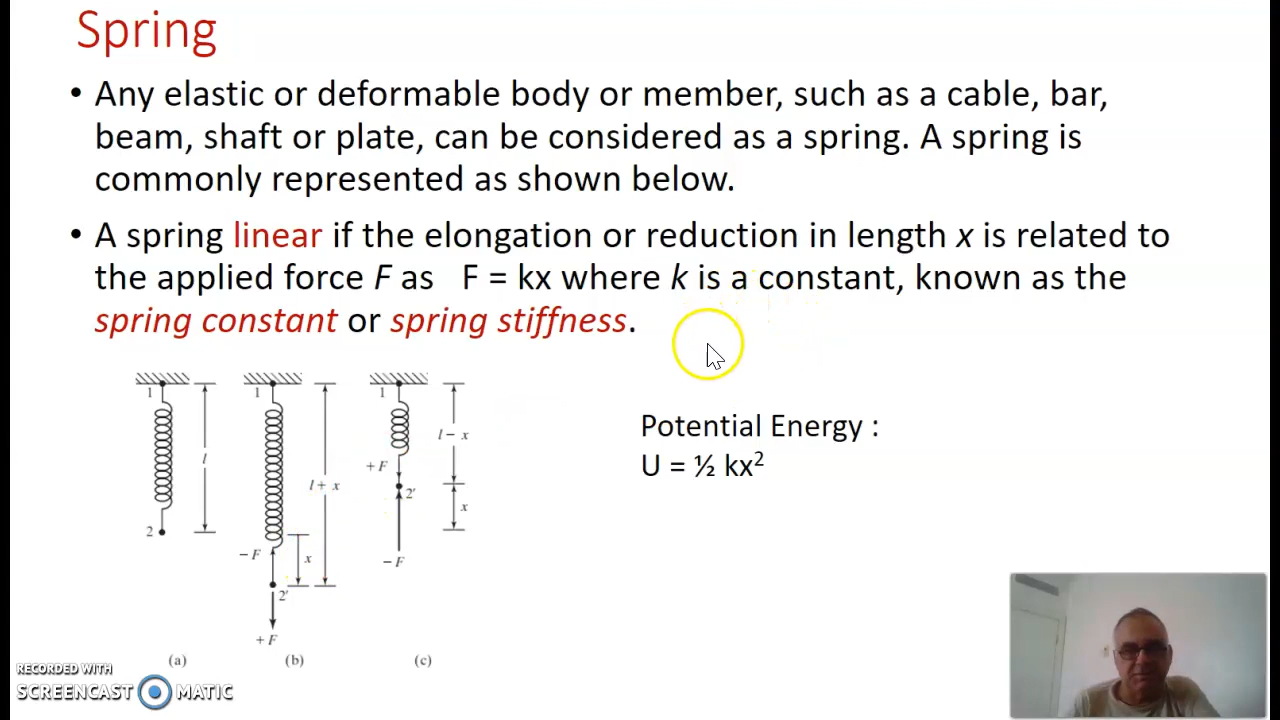 Spring
• Any elastic or deformable body or member, such as a cable, bar,
beam, shaft or plate, can be considered as a spring. A spring is
commonly represented as shown below.
• A spring linear if the elongation or reduction in length x is related to
the applied force F as F = kx where k is a constant, known as the
spring constant or spring stiffness.
1
l
2
(a)
1
l + x
– F
x
2′
+ F
(b)
1
l – x
+ F
2′
x
– F
(c)
Potential Energy :
U = ½ kx²
RECORDED WITH
SCREENCAST MATIC